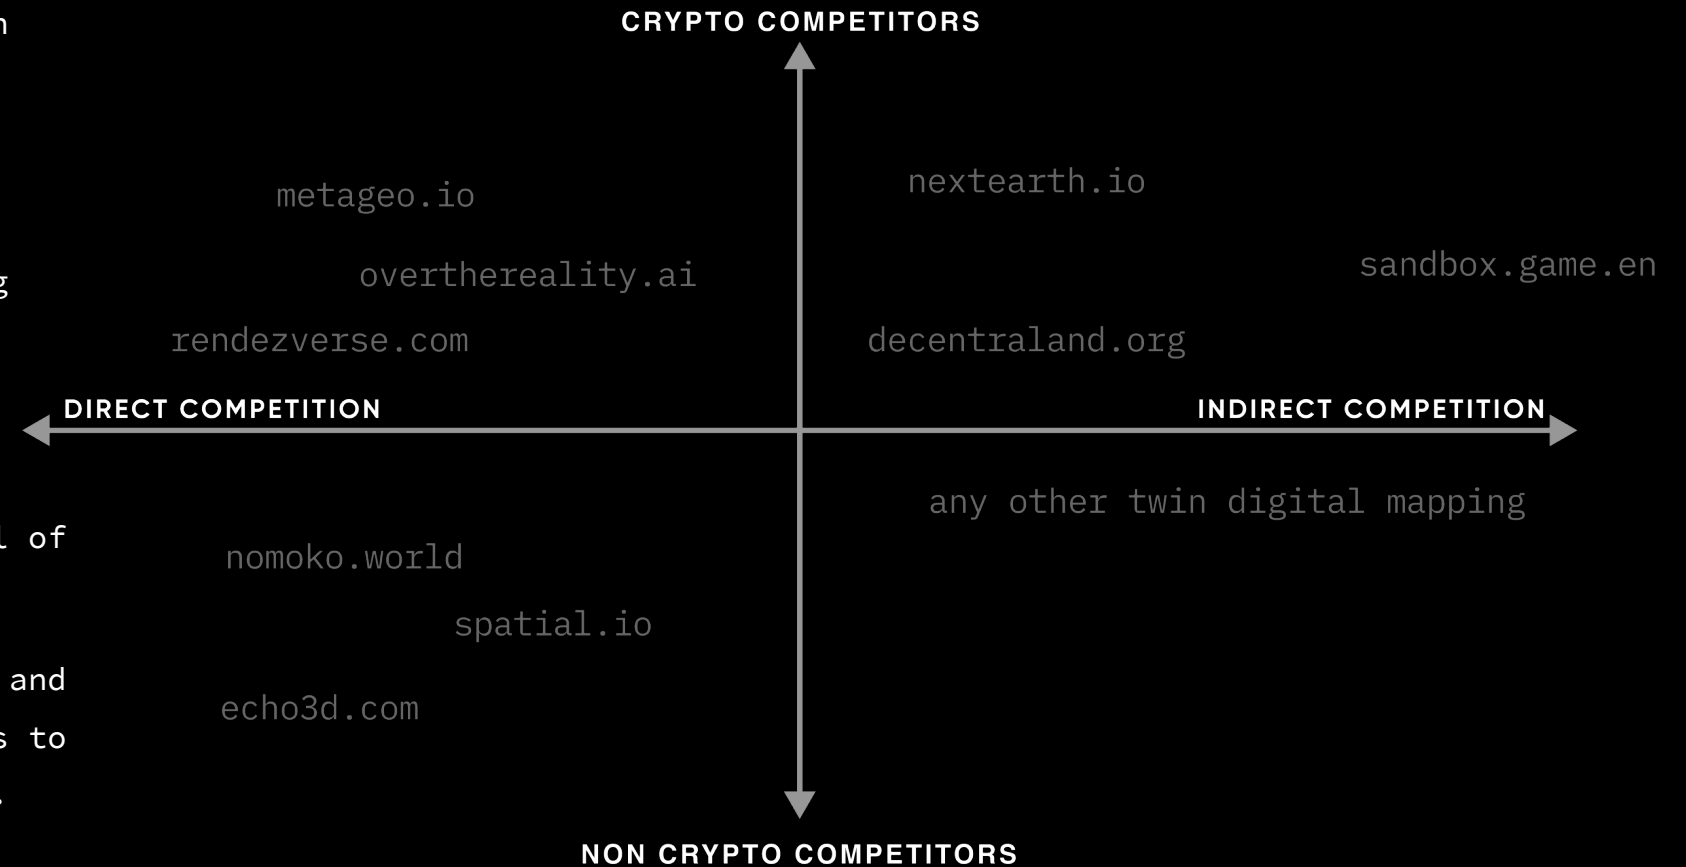 n
CRYPTO COMPETITORS
nextearth.io
metageo.io
sandbox.game.en
overthereality.ai
g
rendezverse.com
decentraland.org
DIRECT COMPETITION
INDIRECT COMPETITION
any other twin digital mapping
l of
nomoko.world
spatial.io
and
echo3d.com
s to
.
NON CRYPTO COMPETITORS